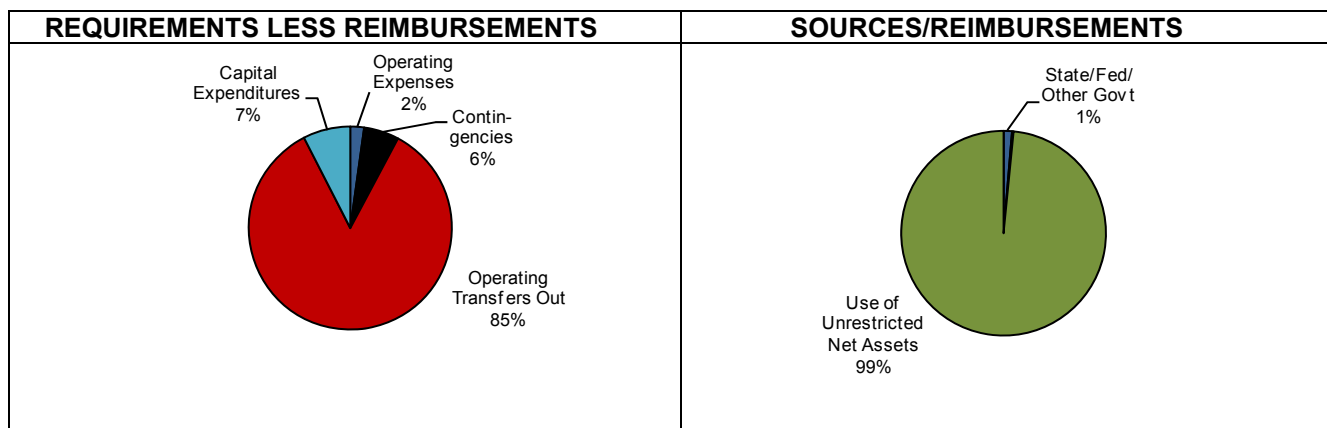 REQUIREMENTS LESS REIMBURSEMENTS
Capital
Expenditures
7%
Operating
Expenses
2%
Contin-
gencies
6%
Operating
Transfers Out
85%
SOURCES/REIMBURSEMENTS
State/Fed/
Other Govt
1%
Use of
Unrestricted
Net Assets
99%